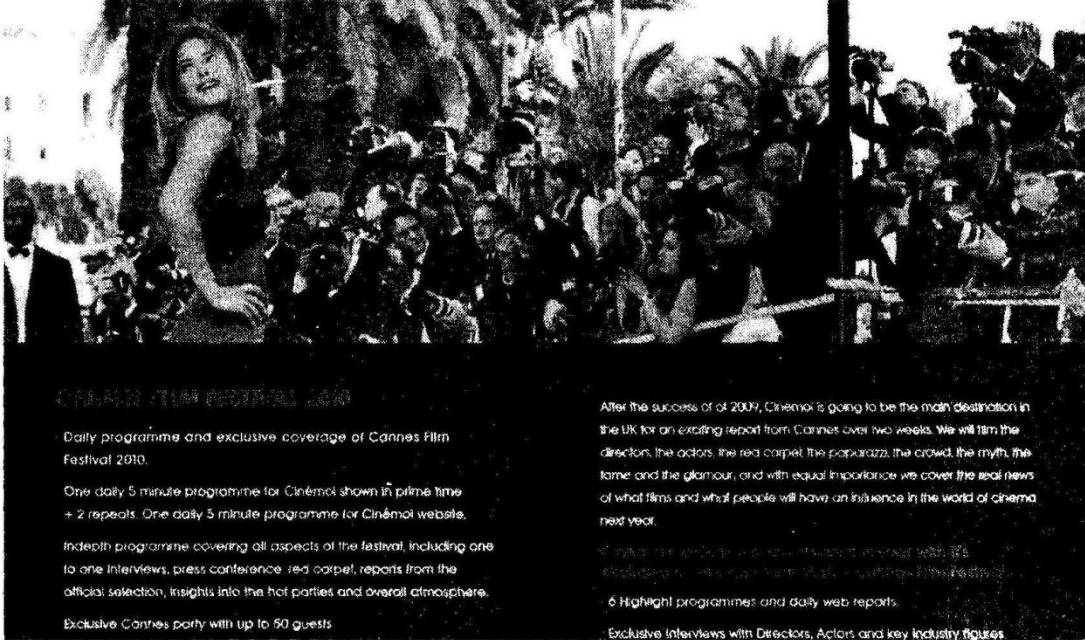 CANNES FILM FESTIVAL 2010
Daily programme and exclusive coverage of Cannes Film
Festival 2010.
One daily 5 minute programme for Cinémoi shown in prime time
+ 2 repeats. One daily 5 minute programme for Cinémoi website.
Indepth programme covering all aspects of the festival, including one
to one interviews, press conference red carpet, reports from the
official selection, insights into the hot parties and overall atmosphere.
Exclusive Cannes party with up to 50 guests
After the success of of 2009, Cinemoi is going to be the main destination in
the UK for an exciting report from Cannes over two weeks. We will film the
directors, the actors, the red carpet, the paparazzi, the crowd, the myth, the
fame and the glamour, and with equal importance we cover the real news
of what films and what people will have an influence in the world of cinema
next year.
6 Highlight programmes and daily web reports.
Exclusive Interviews with Directors, Actors and key industry figures